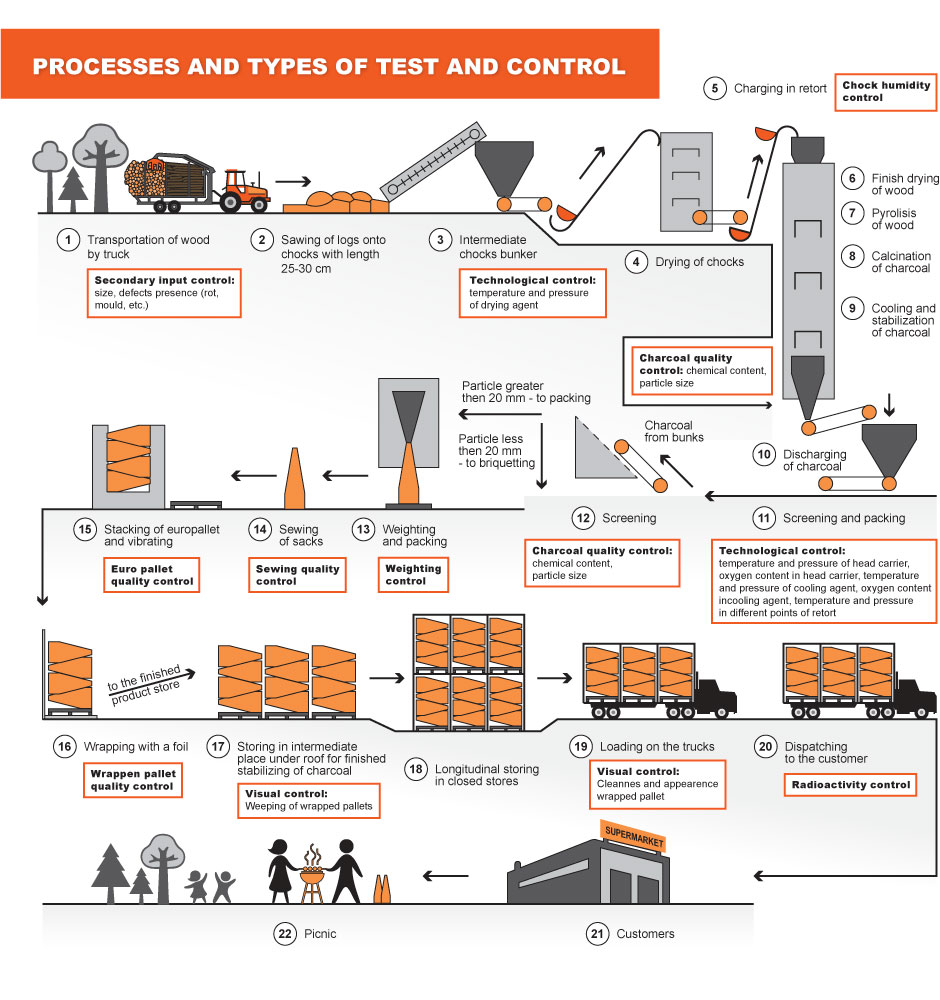 PROCESSES AND TYPES OF TEST AND CONTROL
5 Charging in retort
Chock humidity
control
6 Finish drying
of wood
7 Pyrolisis
of wood
8 Calcination
of charcoal
9 Cooling and
stabilization
of charcoal
1 Transportation of wood
by truck
Secondary input control:
size, defects presence (rot,
mould, etc.)
2 Sawing of logs onto
chocks with length
25-30 cm
3 Intermediate
chocks bunker
Technological control:
temperature and pressure
of drying agent
4 Drying of chocks
Charcoal quality
control: chemical content,
particle size
Particle greater
then 20 mm - to packing
Particle less
then 20 mm
- to briquetting
Charcoal
from bunks
10 Discharging
of charcoal
15 Stacking of europallet
and vibrating
Euro pallet
quality control
14 Sewing
of sacks
Sewing quality
control
13 Weighting
and packing
Weighting
control
12 Screening
Charcoal quality control:
chemical content,
particle size
11 Screening and packing
Technological control:
temperature and pressure of head carrier,
oxygen content in head carrier, temperature
and pressure of cooling agent, oxygen content
incooling agent, temperature and pressure
in different points of retort
to the finished
product store
16 Wrapping with a foil
Wrappen pallet
quality control
17 Storing in intermediate
place under roof for finished
stabilizing of charcoal
Visual control:
Weeping of wrapped pallets
18 Longitudinal storing
in closed stores
19 Loading on the trucks
Visual control:
Cleannes and appearence
wrapped pallet
20 Dispatching
to the customer
Radioactivity control
SUPERMARKET
22 Picnic
21 Customers